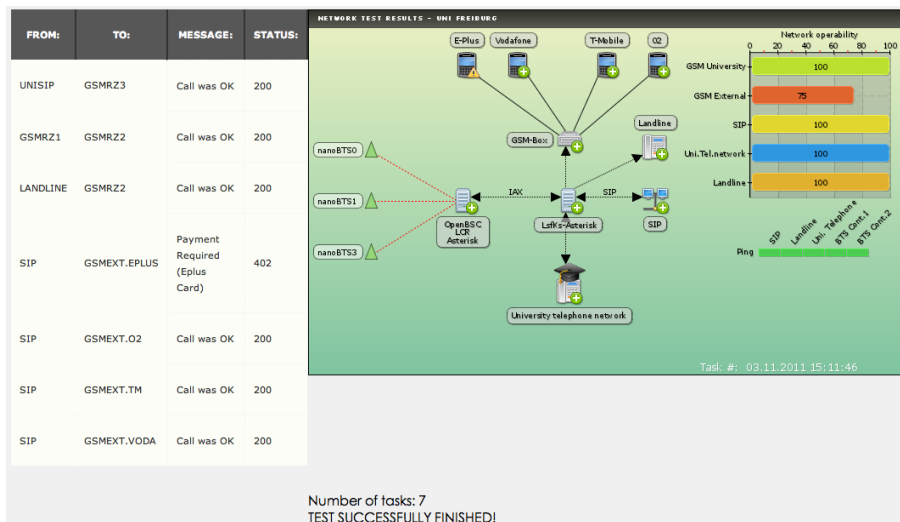 FROM: TO: MESSAGE: STATUS:
UNISIP GSMRZ3 Call was OK 200
GSMRZ1 GSMRZ2 Call was OK 200
LANDLINE GSMRZ2 Call was OK 200
SIP GSMEXT.EPLUS Payment Required (Eplus Card) 402
SIP GSMEXT.O2 Call was OK 200
SIP GSMEXT.TM Call was OK 200
SIP GSMEXT.VODA Call was OK 200
NETWORK TEST RESULTS - UNI FREIBURG
E-Plus Vodafone T-Mobile O2
GSM-Box
Landline
nanoBTS0
nanoBTS1
nanoBTS3
IAX
SIP
OpenBSC
LCR
Asterisk
LsfKs-Asterisk
SIP
University telephone network
Network operability
0 20 40 60 80 100
GSM University 100
GSM External 75
SIP 100
Uni.Tel.network 100
Landline 100
SIP
Landline
Uni. Telephone
BTS Cont.1
BTS Cont.2
Ping
Task #: 03.11.2011 15:11:46
Number of tasks: 7
TEST SUCCESSFULLY FINISHED!